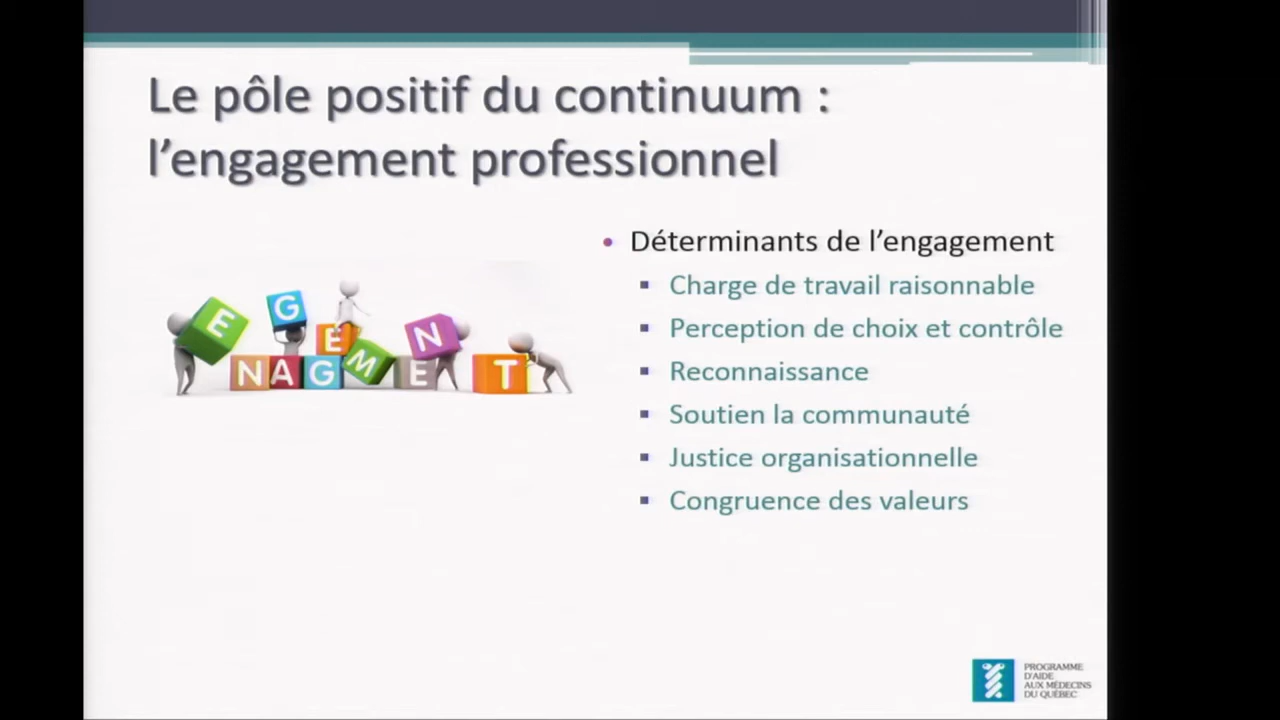 Le pôle positif du continuum :
l'engagement professionnel
• Déterminants de l'engagement
▪ Charge de travail raisonnable
▪ Perception de choix et contrôle
▪ Reconnaissance
▪ Soutien la communauté
▪ Justice organisationnelle
▪ Congruence des valeurs
E G E N
NAG M E T
PROGRAMME
D'AIDE
AUX MÉDECINS
DU QUÉBEC